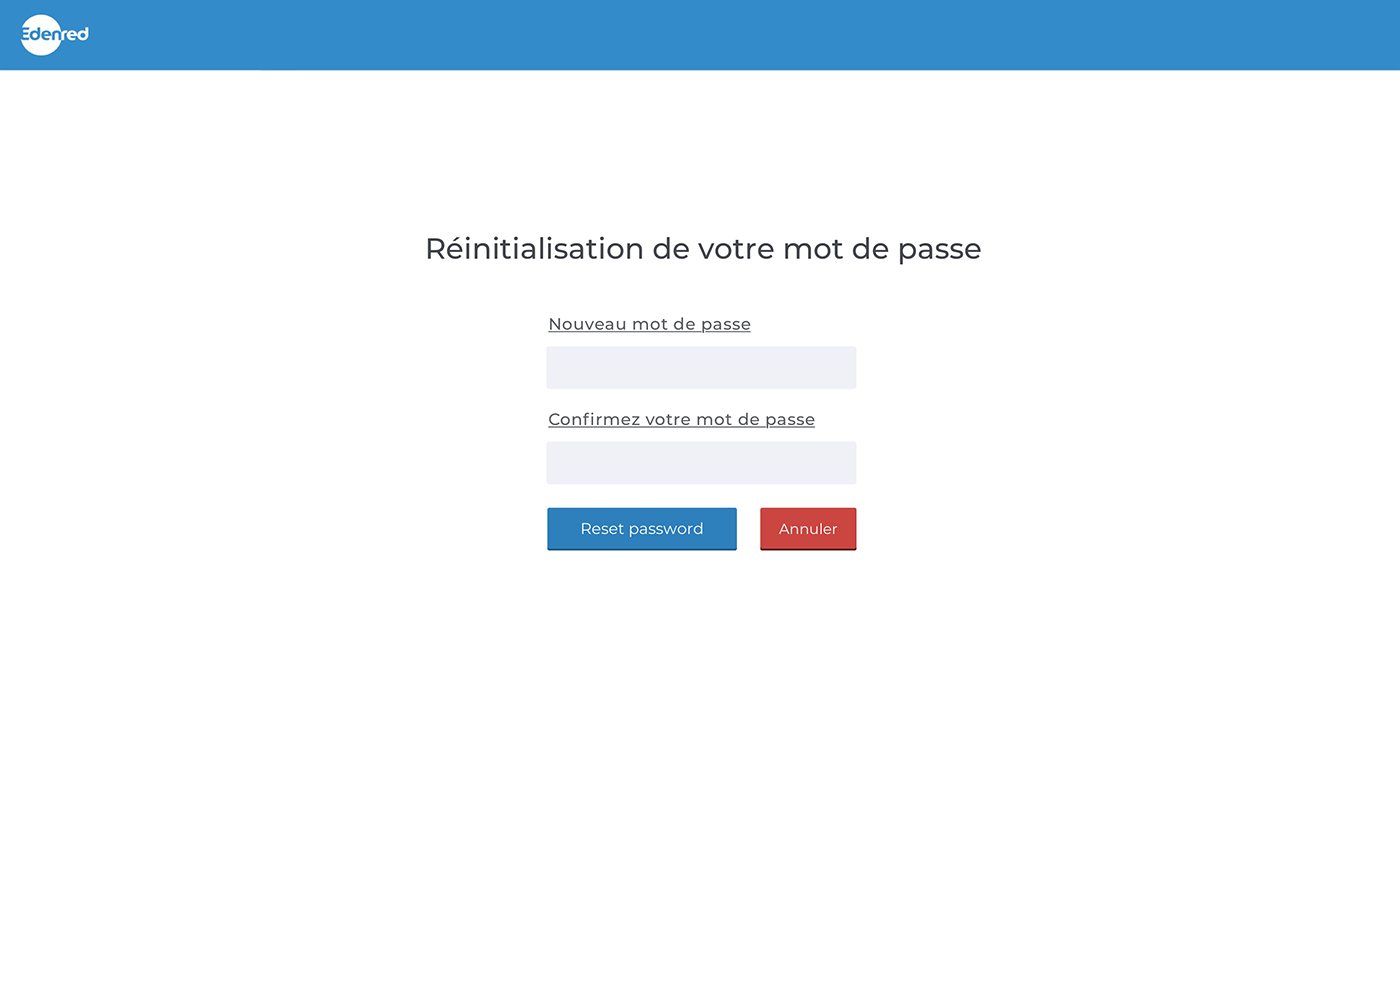 Edenred
Réinitialisation de votre mot de passe
Nouveau mot de passe
Confirmez votre mot de passe
Reset password
Annuler